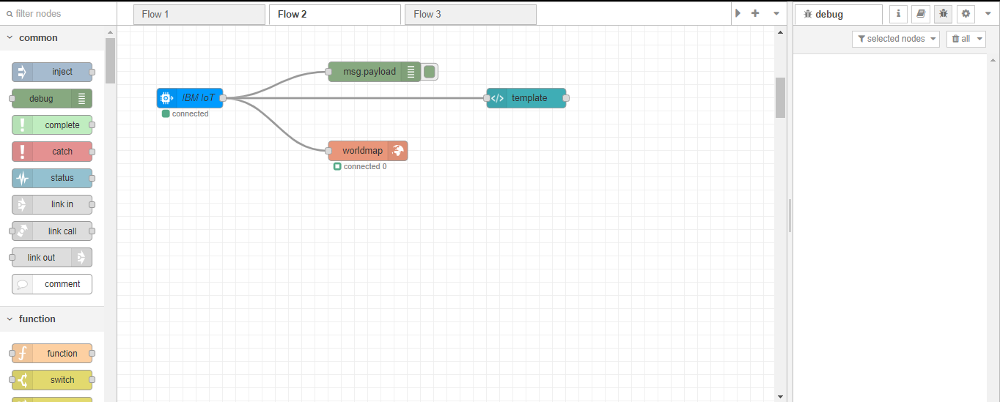 filter nodes
Flow 1
Flow 2
Flow 3
debug
i
common
selected nodes
all
inject
debug
complete
catch
status
link in
link call
link out
comment
function
function
switch
msg.payload
IBM IoT
connected
</> template
worldmap
connected 0